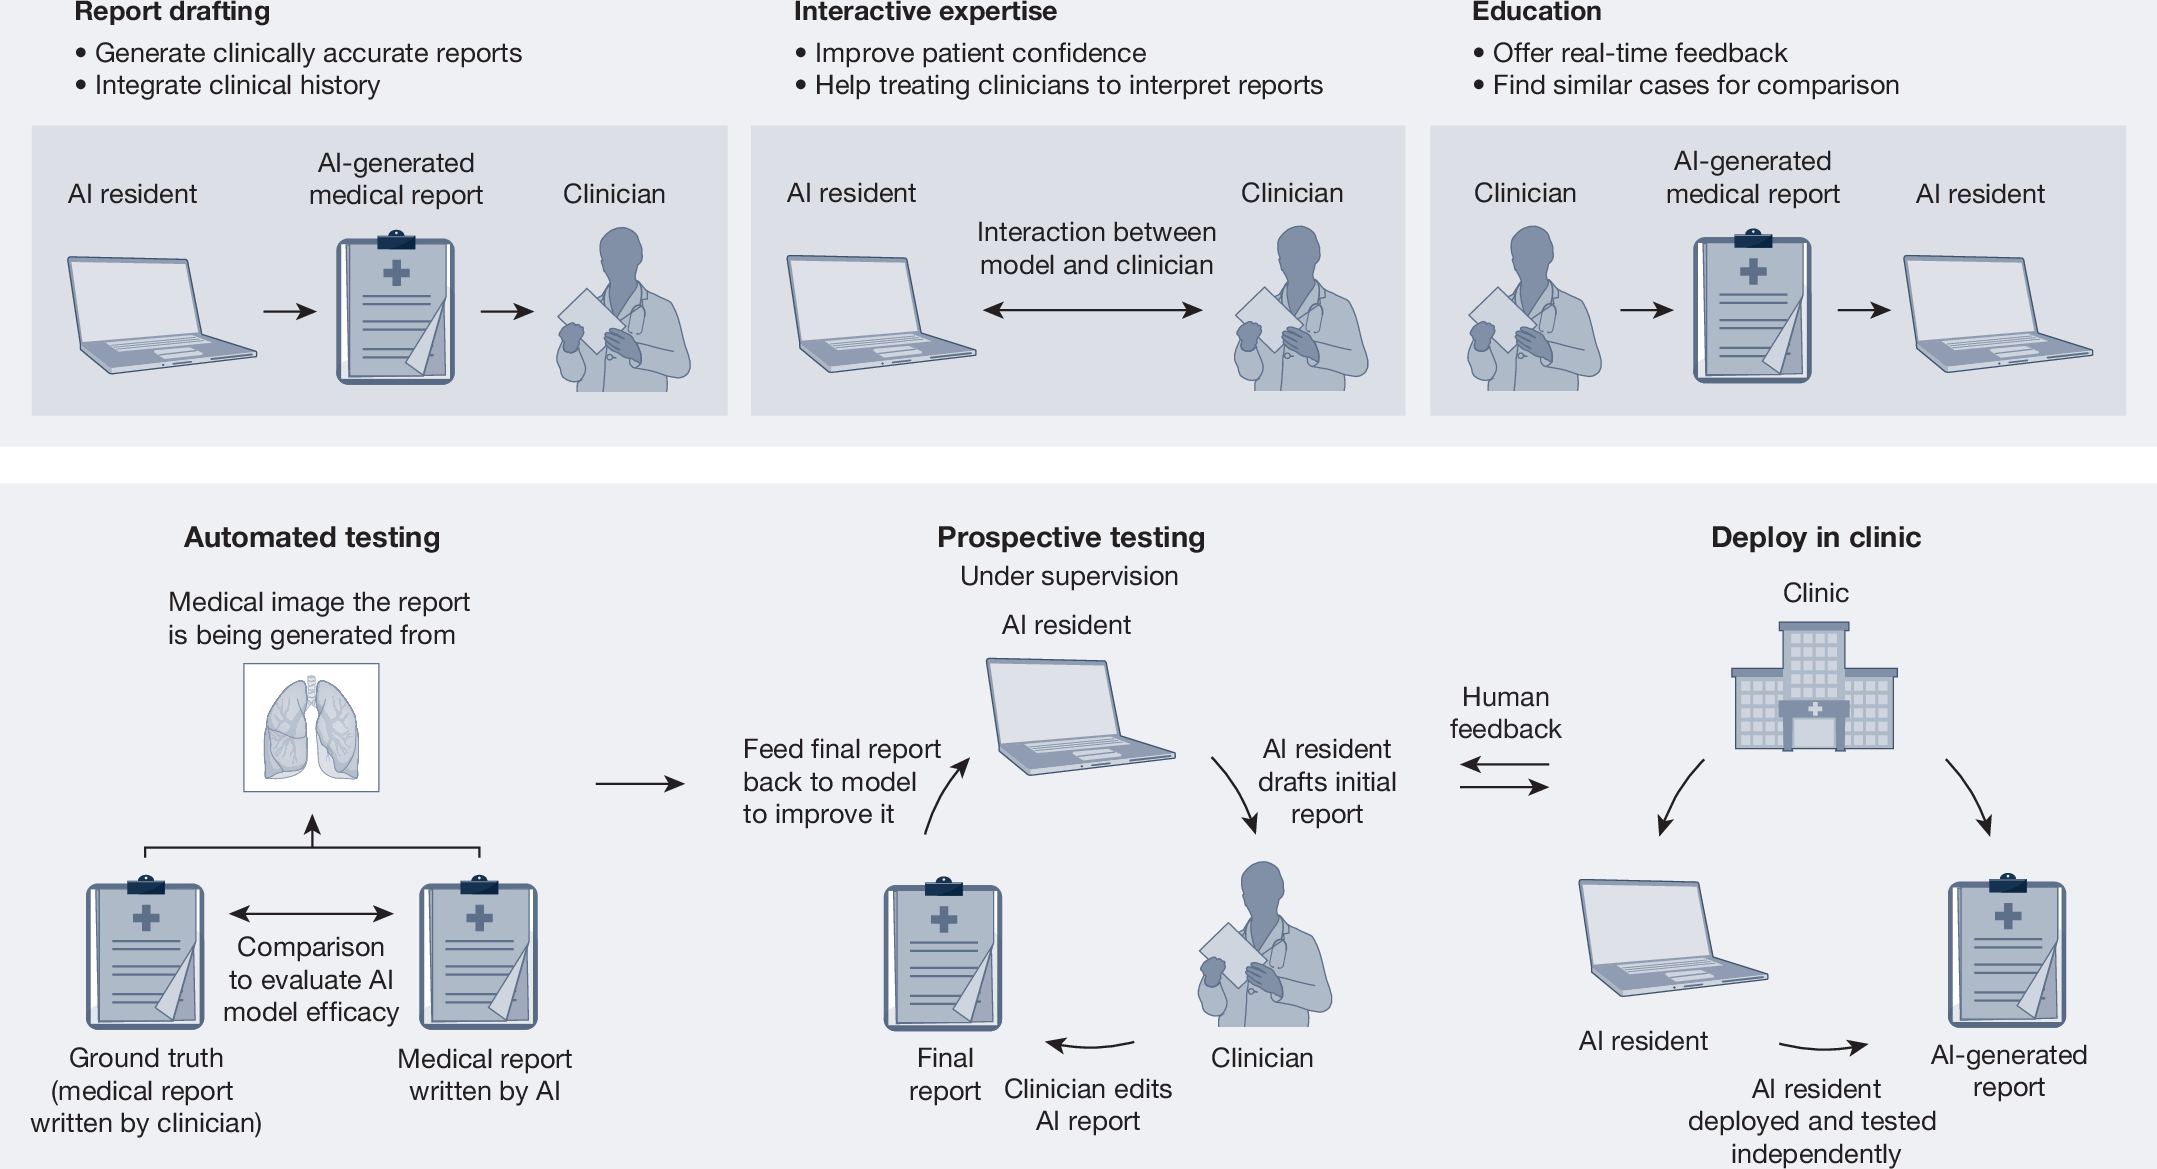 Report drafting
• Generate clinically accurate reports
• Integrate clinical history
AI resident
AI-generated
medical report
Clinician
Interactive expertise
• Improve patient confidence
• Help treating clinicians to interpret reports
AI resident
Interaction between
model and clinician
Clinician
Education
• Offer real-time feedback
• Find similar cases for comparison
Clinician
AI-generated
medical report
AI resident
Automated testing
Medical image the report
is being generated from
Comparison
to evaluate AI
model efficacy
Ground truth
(medical report
written by clinician)
Medical report
written by AI
Prospective testing
Under supervision
AI resident
Feed final report
back to model
to improve it
AI resident
drafts initial
report
Final
report
Clinician edits
AI report
Clinician
Human
feedback
Deploy in clinic
Clinic
AI resident
AI resident
deployed and tested
independently
AI-generated
report